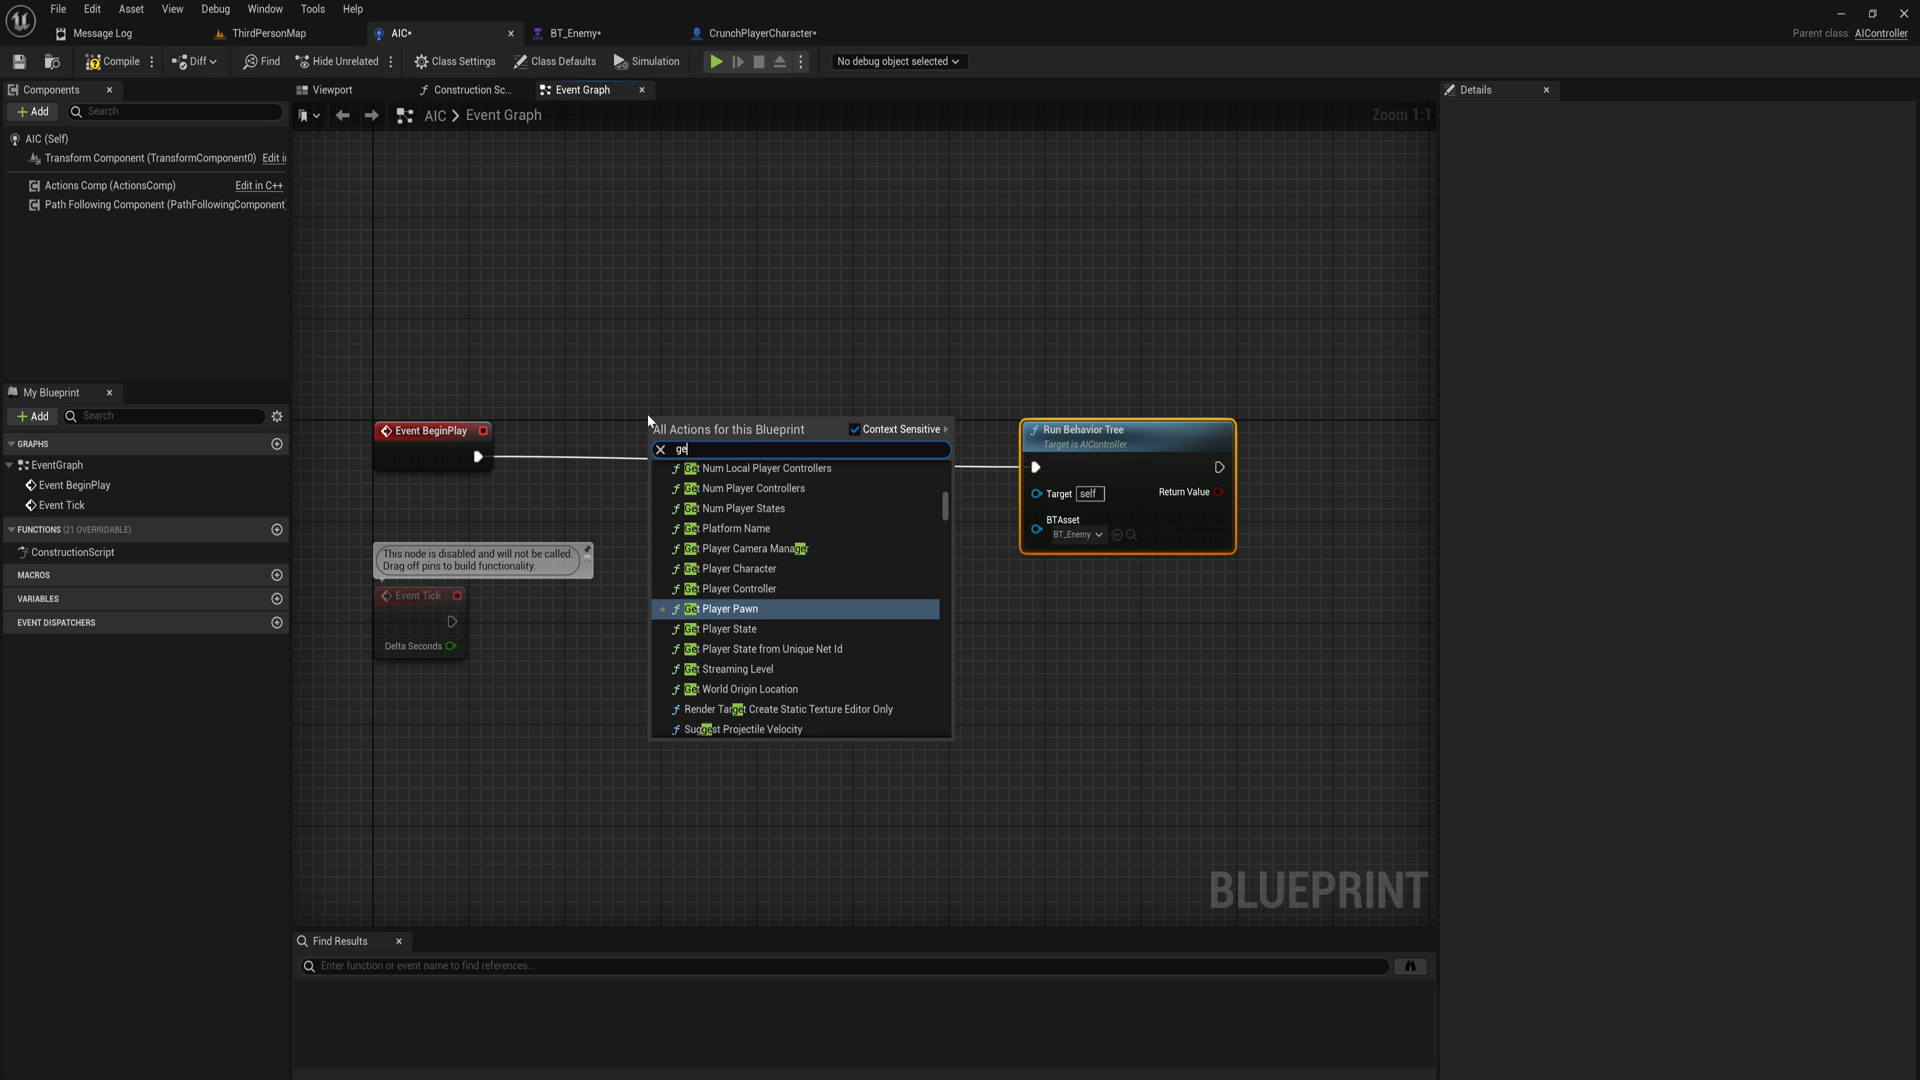 File Edit Asset View Debug Window Tools Help
Message Log
ThirdPersonMap
AIC*
BT_Enemy*
CrunchPlayerCharacter*
Parent class: AIController
Compile
Diff
Find
Hide Unrelated
Class Settings
Class Defaults
Simulation
No debug object selected
Components
Viewport
Construction Sc...
Event Graph
Details
Add
Search
AIC > Event Graph
Zoom 1:1
AIC (Self)
Transform Component (TransformComponent0) Edit i
Actions Comp (ActionsComp) Edit in C++
Path Following Component (PathFollowingComponent
My Blueprint
Add
Search
GRAPHS
EventGraph
Event BeginPlay
Event Tick
FUNCTIONS (21 OVERRIDABLE)
ConstructionScript
MACROS
VARIABLES
EVENT DISPATCHERS
Event BeginPlay
This node is disabled and will not be called.
Drag off pins to build functionality.
Event Tick
Delta Seconds
All Actions for this Blueprint
Context Sensitive
ge
Get Num Local Player Controllers
Get Num Player Controllers
Get Num Player States
Get Platform Name
Get Player Camera Manager
Get Player Character
Get Player Controller
Get Player Pawn
Get Player State
Get Player State from Unique Net Id
Get Streaming Level
Get World Origin Location
Render Target Create Static Texture Editor Only
Suggest Projectile Velocity
Run Behavior Tree
Target is AIController
Target self
Return Value
BTAsset
BT_Enemy
BLUEPRINT
Find Results
Enter function or event name to find references...